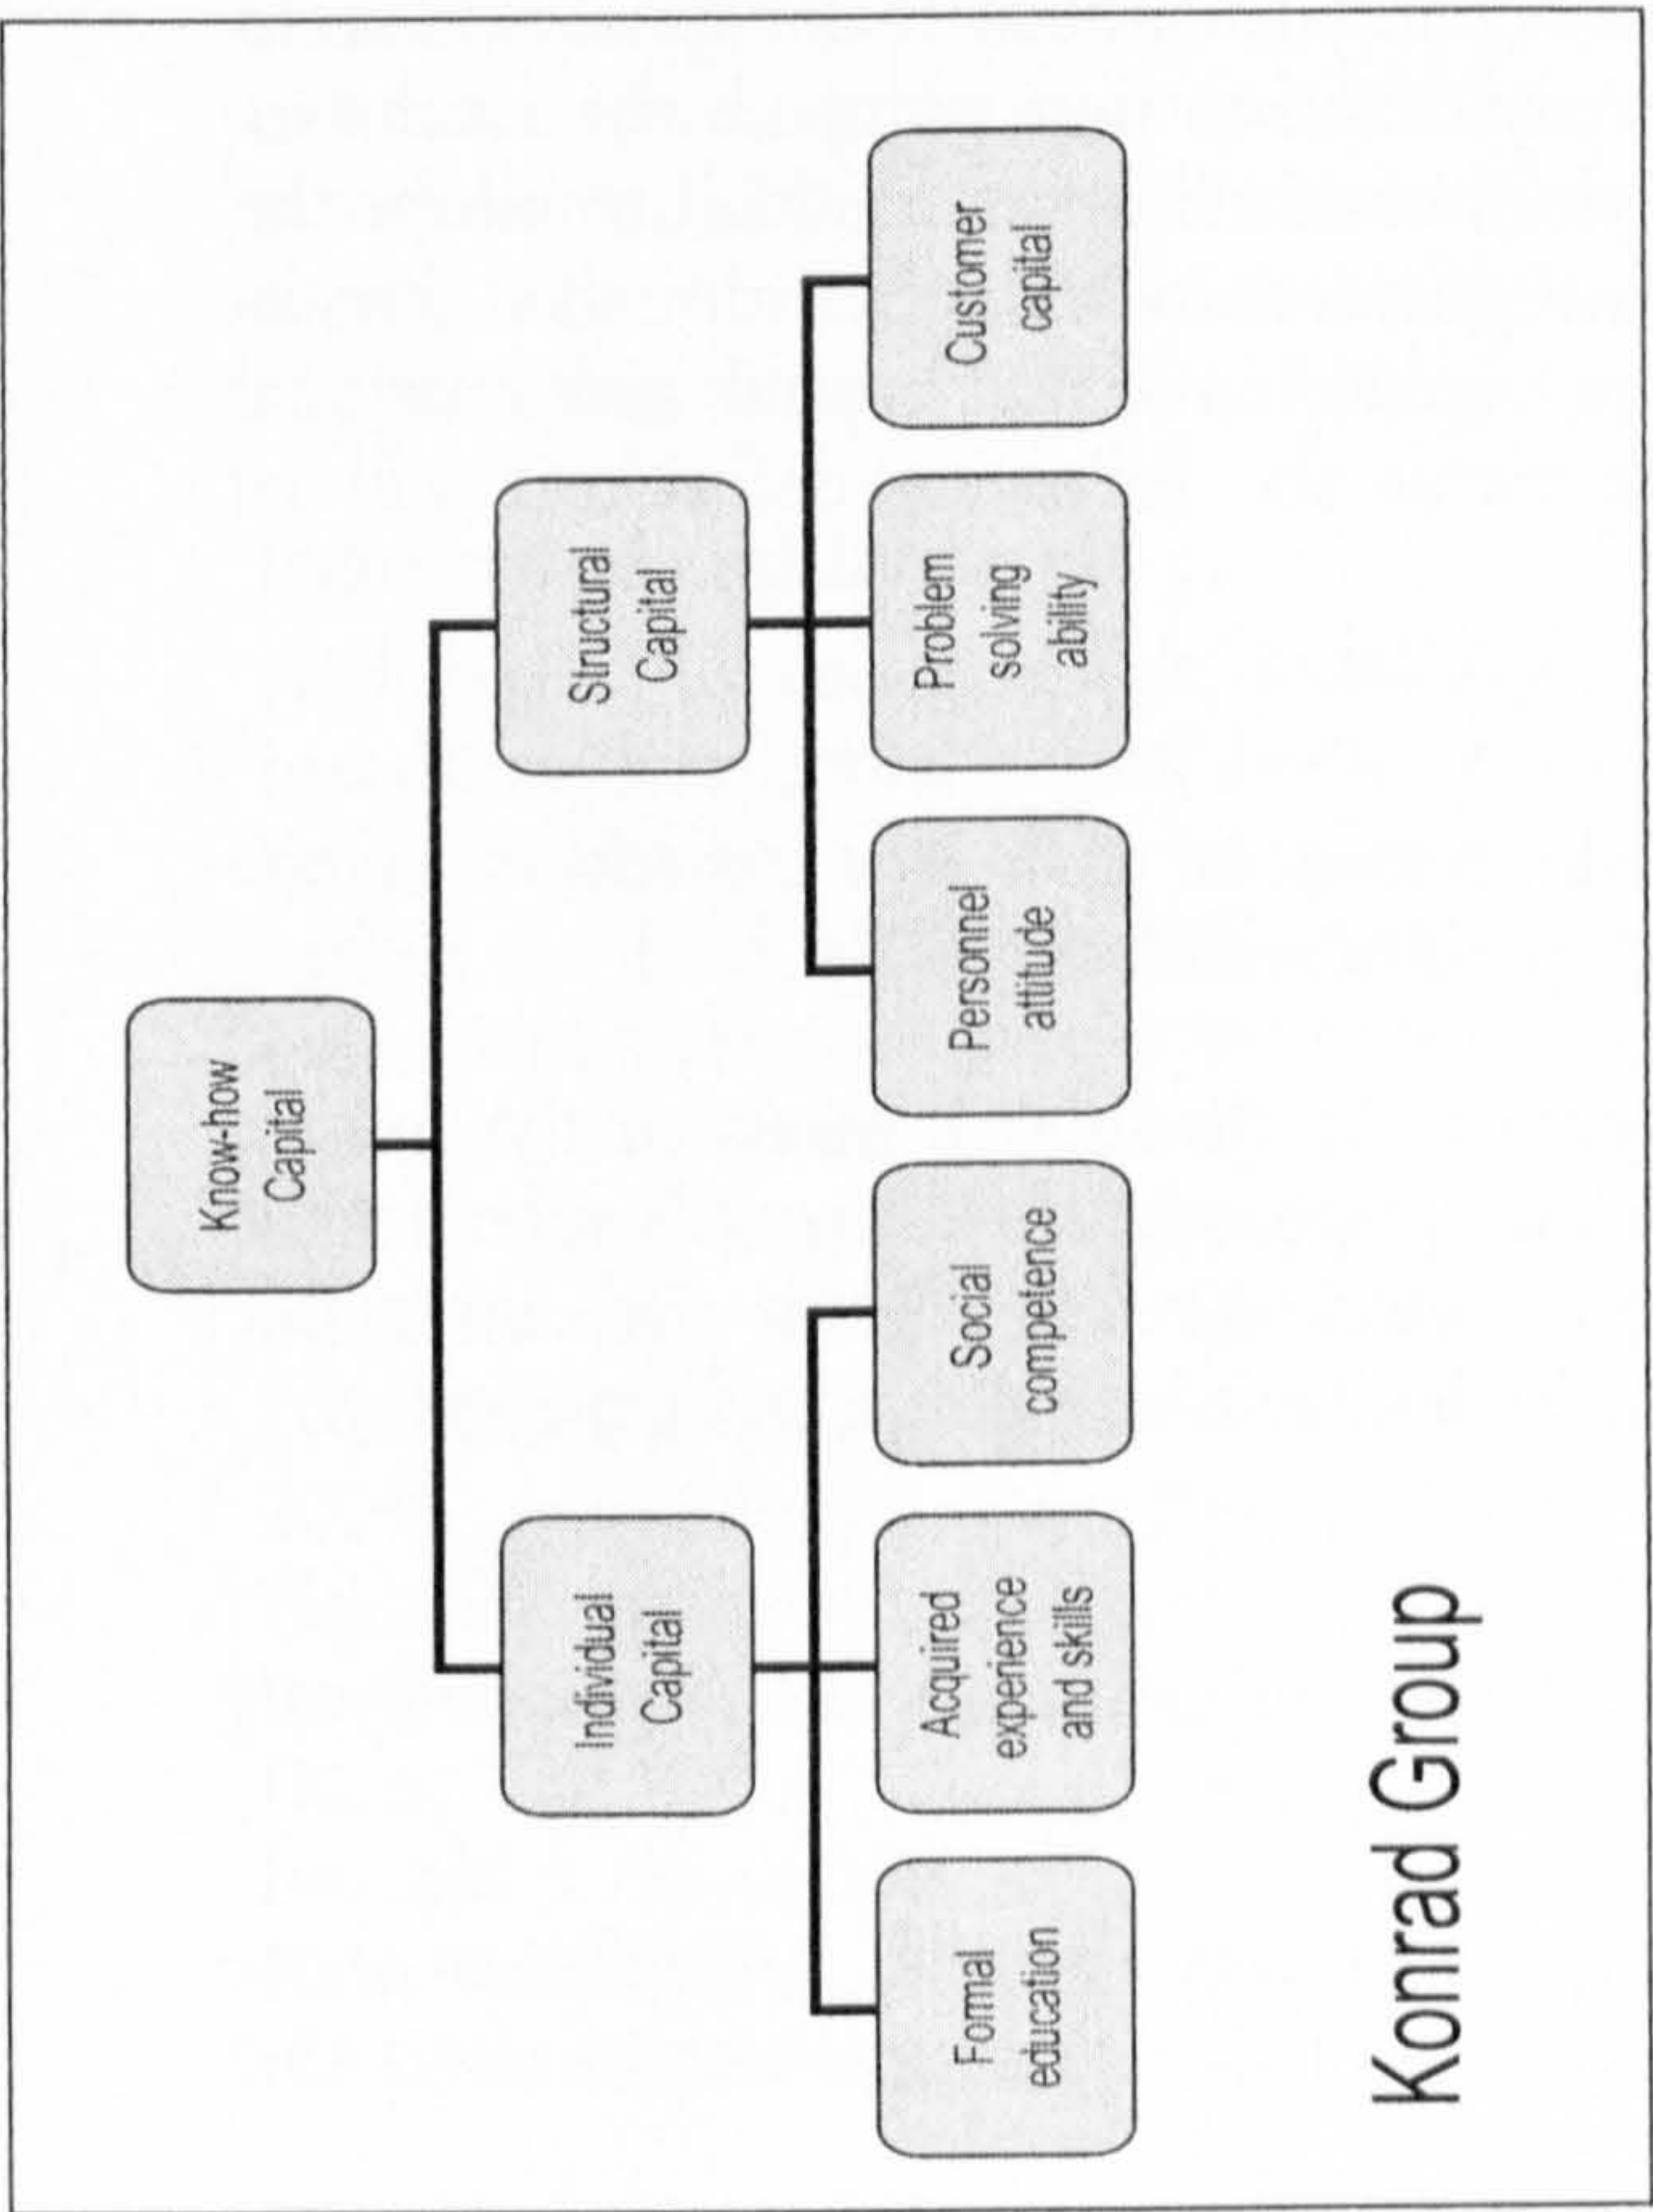 Know-how
Capital
Individual
Capital
Structural
Capital
Formal
education
Acquired
experience
and skills
Social
competence
Personnel
attitude
Problem
solving
ability
Customer
capital
Konrad Group